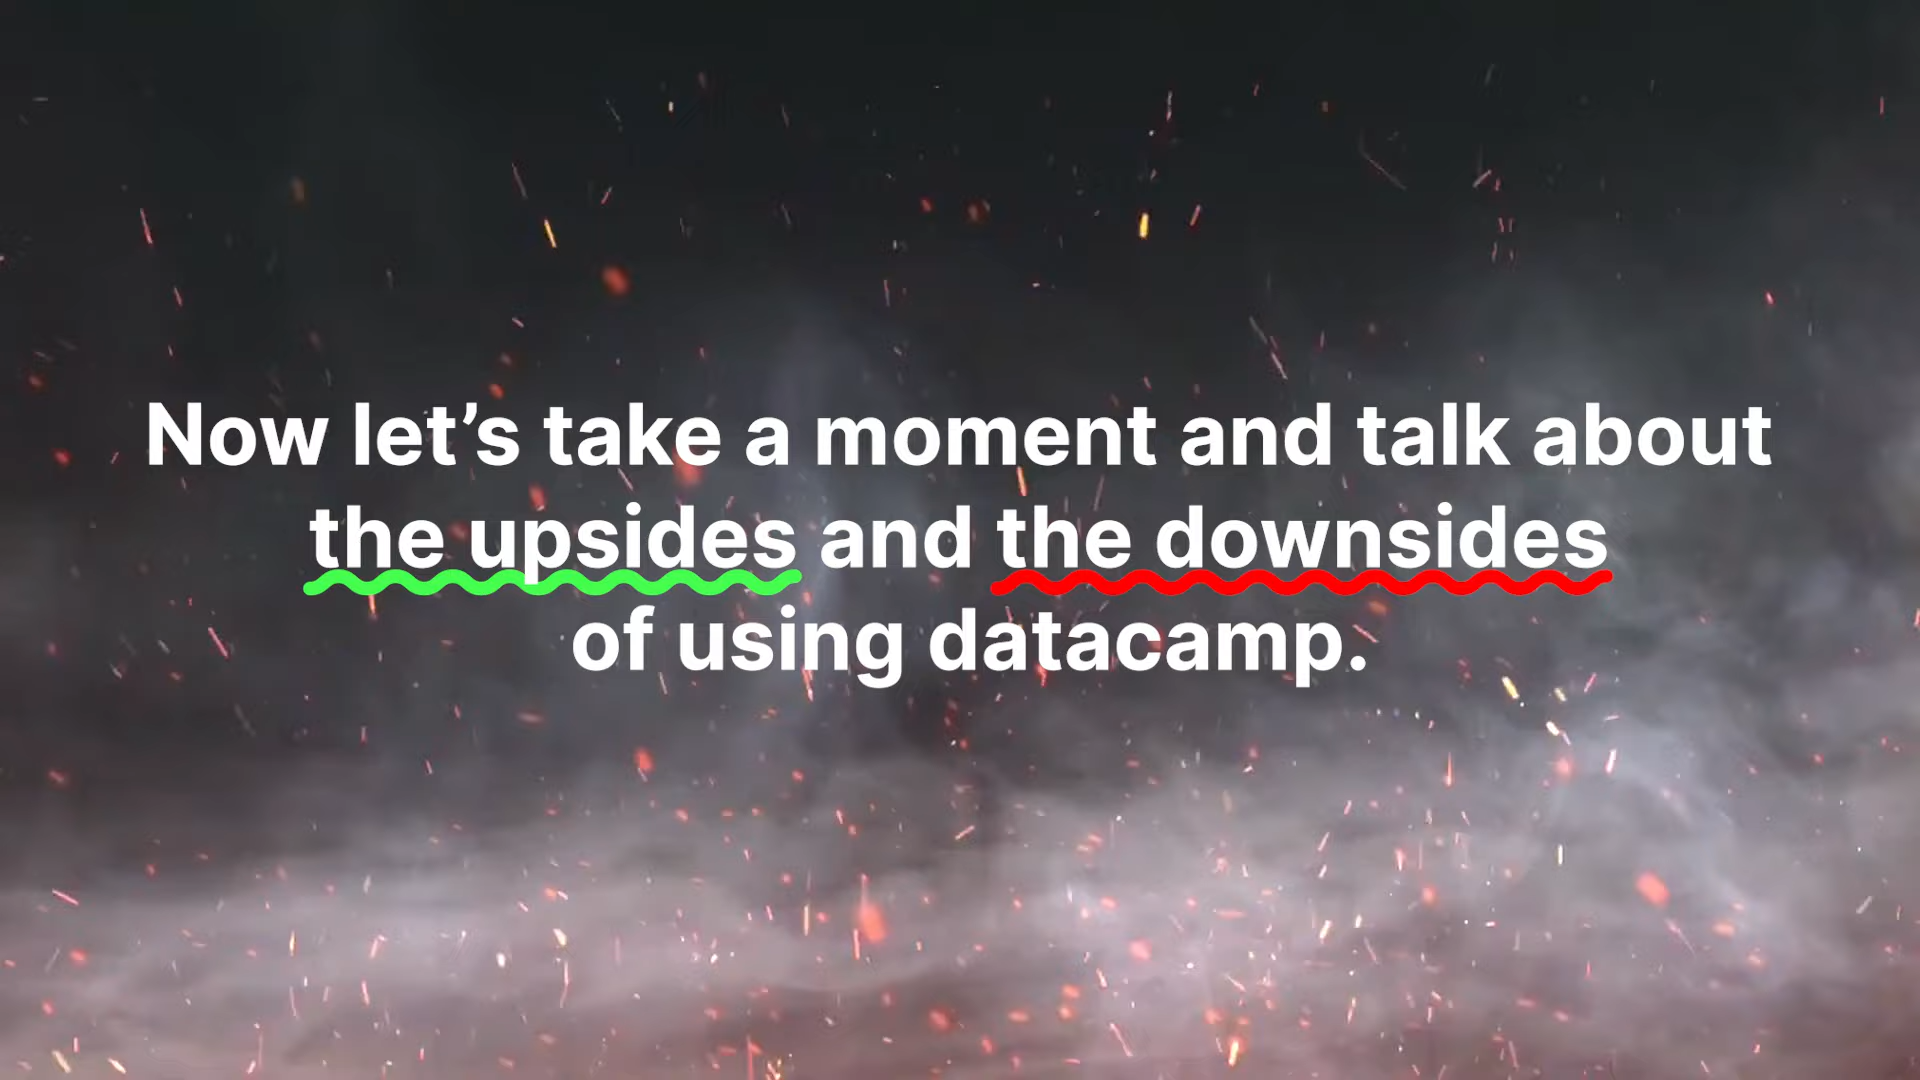 Now let’s take a moment and talk about
the upsides and the downsides
of using datacamp.